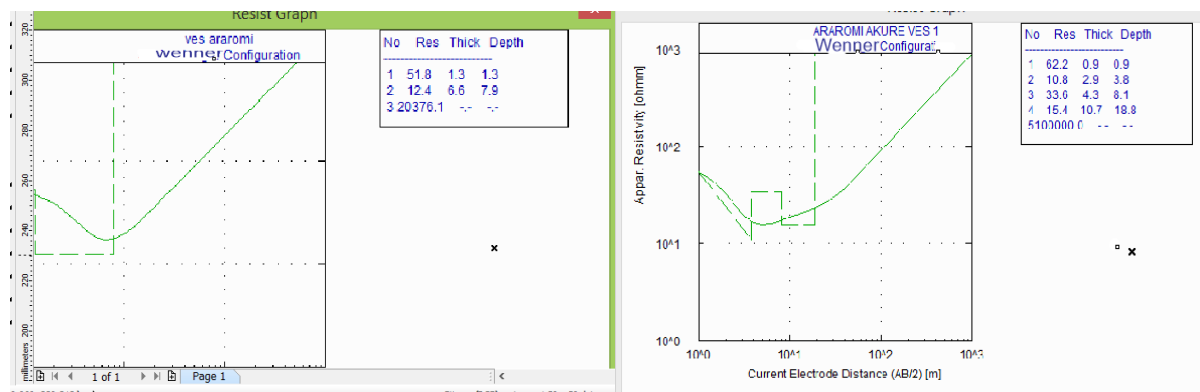 Resist Graph
ves araromi
wenner Configuration
No Res Thick Depth
1 51.8 1.3 1.3
2 12.4 6.6 7.9
3 20376.1 -.- -.-
320
300
280
260
240
220
200
millimeters
1 of 1
Page 1
ARAROMI AKURE VES 1
Wenner Configurati
No Res Thick Depth
1 62.2 0.9 0.9
2 10.8 2.9 3.8
3 33.6 4.3 8.1
4 15.4 10.7 18.8
5100000.0 -.- -.-
Appar. Resistivity [ohmm]
10^3
10^2
10^1
10^0
10^0 10^1 10^2 10^3
Current Electrode Distance (AB/2) [m]